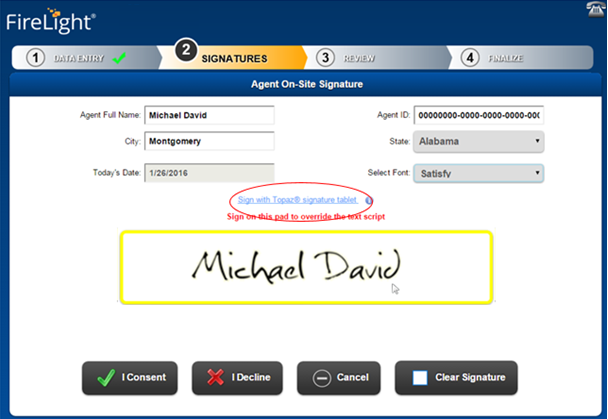 FireLight®
1 DATA ENTRY 2 SIGNATURES 3 REVIEW 4 FINALIZE
Agent On-Site Signature
Agent Full Name: Michael David Agent ID: 00000000-0000-0000-0000-000
City: Montgomery State: Alabama
Today's Date: 1/26/2016 Select Font: Satisfy
Sign with Topaz® signature tablet
Sign on this pad to override the text script
Michael David
I Consent I Decline Cancel Clear Signature